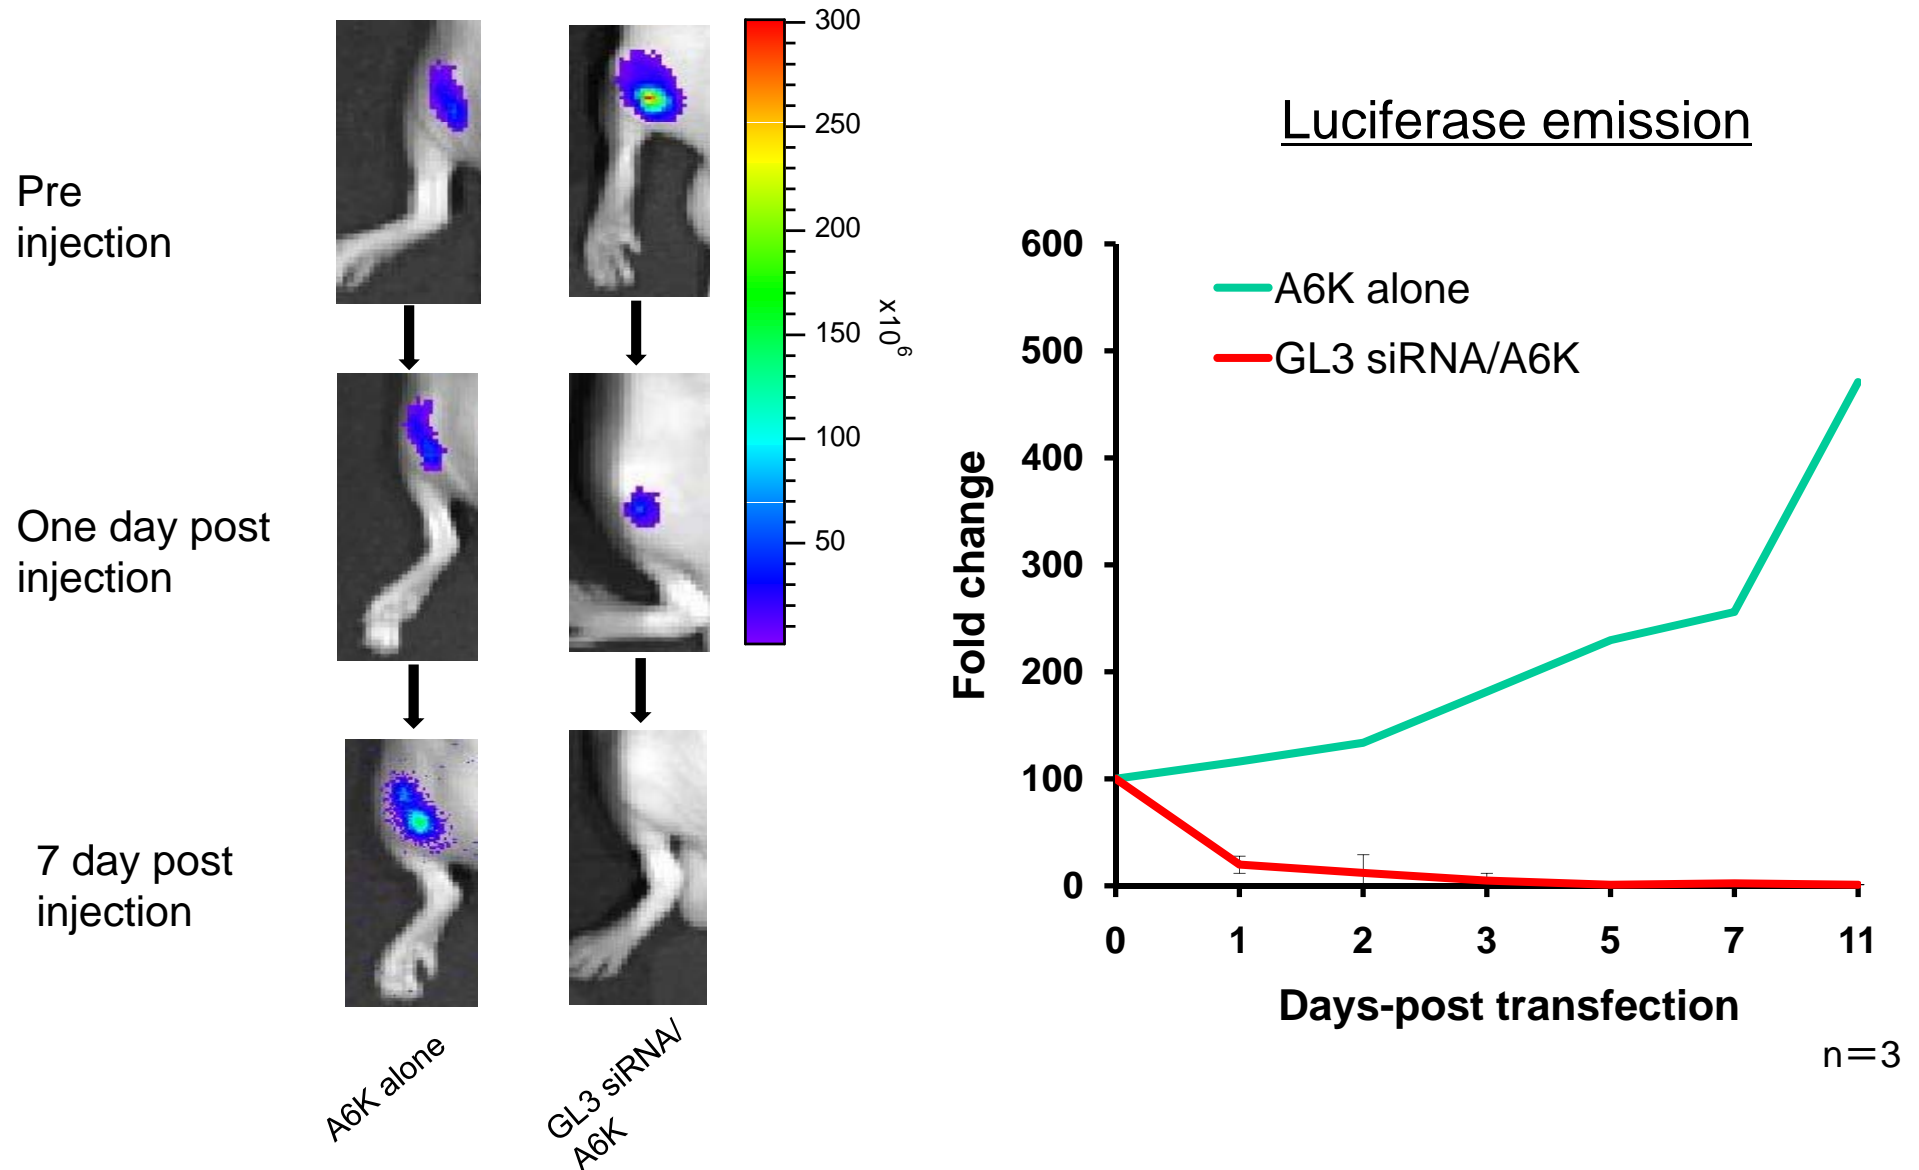 Pre
injection
One day post
injection
7 day post
injection
A6K alone
GL3 siRNA/
A6K
300
250
200
150
100
50
x10⁶
Luciferase emission
600
500
400
300
200
100
0
Fold change
A6K alone
GL3 siRNA/A6K
0 1 2 3 5 7 11
Days-post transfection
n＝3